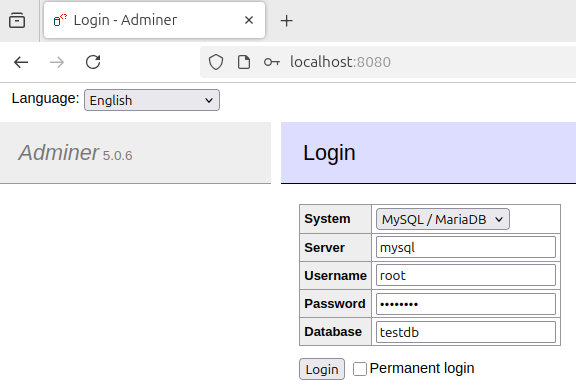 Login - Adminer
localhost:8080
Language: English
Adminer 5.0.6
Login
System MySQL / MariaDB
Server mysql
Username root
Password ••••••••
Database testdb
Login Permanent login